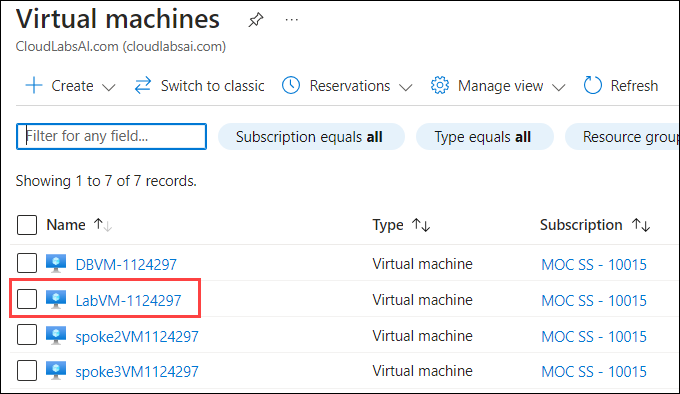 Virtual machines ...
CloudLabsAI.com (cloudlabsai.com)
Create Switch to classic Reservations Manage view Refresh
Filter for any field... Subscription equals all Type equals all Resource group
Showing 1 to 7 of 7 records.
Name Type Subscription
DBVM-1124297 Virtual machine MOC SS - 10015
LabVM-1124297 Virtual machine MOC SS - 10015
spoke2VM1124297 Virtual machine MOC SS - 10015
spoke3VM1124297 Virtual machine MOC SS - 10015